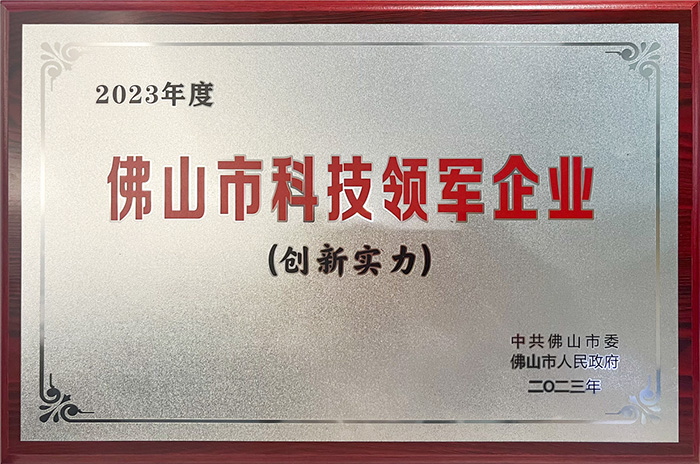 2023年度
佛山市科技领军企业
(创新实力)
中共佛山市委
佛山市人民政府
二〇二三年